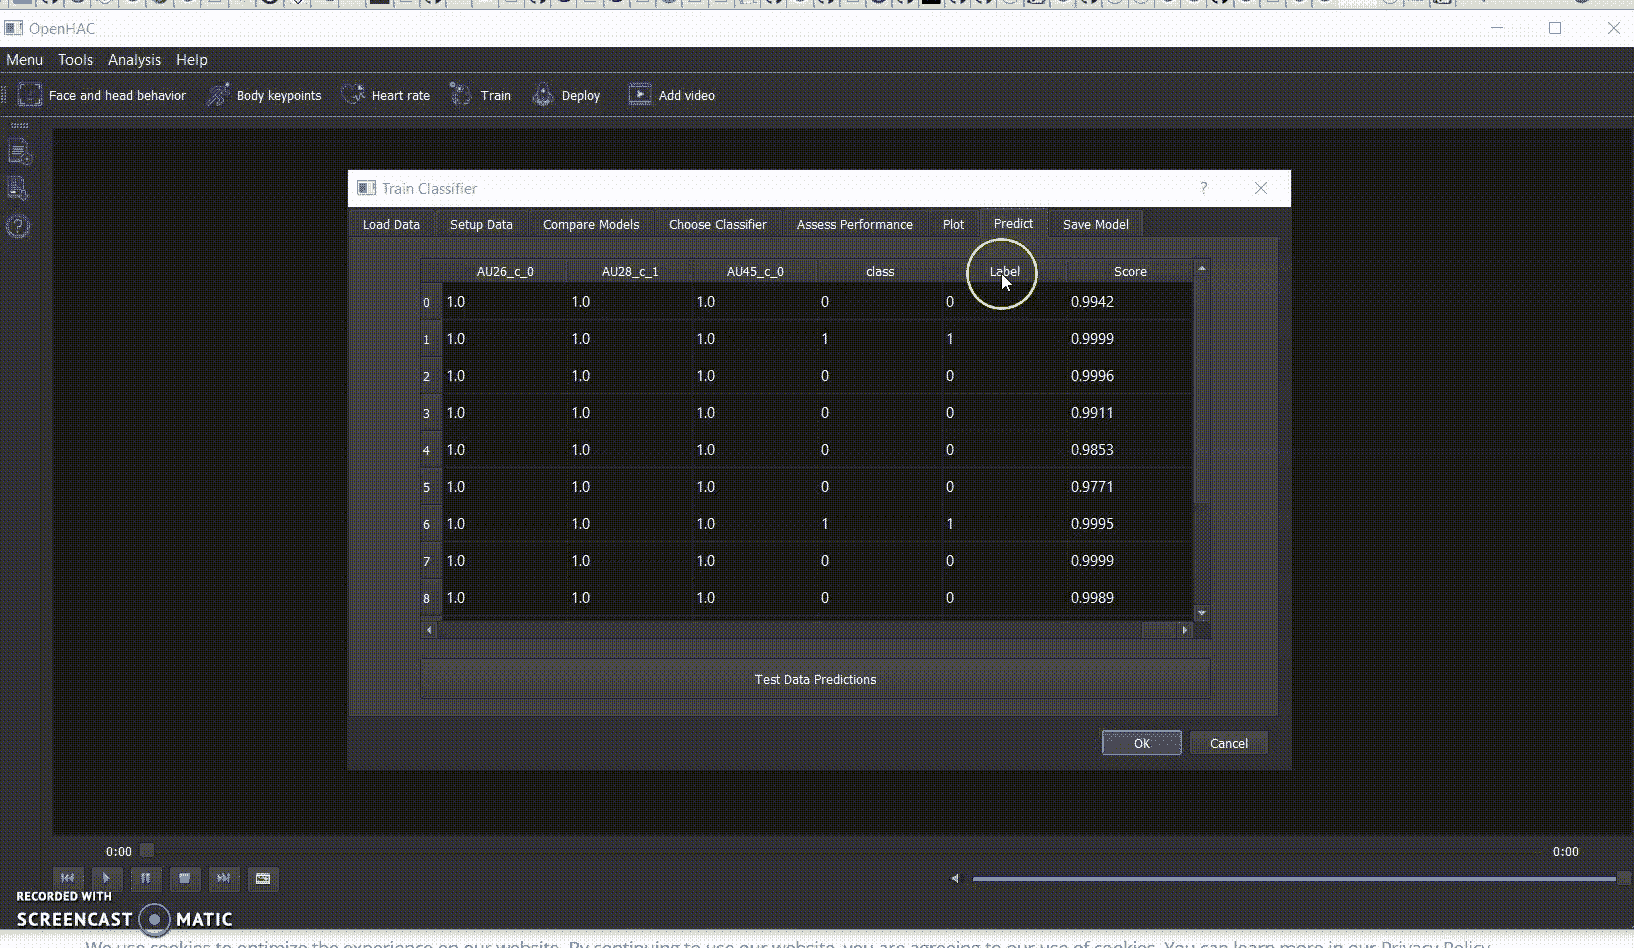 OpenHAC
Menu Tools Analysis Help
Face and head behavior Body keypoints Heart rate Train Deploy Add video
Train Classifier ?
Load Data Setup Data Compare Models Choose Classifier Assess Performance Plot Predict Save Model
AU26_c_0 AU28_c_1 AU45_c_0 class Label Score
0 1.0 1.0 1.0 0 0 0.9942
1 1.0 1.0 1.0 1 1 0.9999
2 1.0 1.0 1.0 0 0 0.9996
3 1.0 1.0 1.0 0 0 0.9911
4 1.0 1.0 1.0 0 0 0.9853
5 1.0 1.0 1.0 0 0 0.9771
6 1.0 1.0 1.0 1 1 0.9995
7 1.0 1.0 1.0 0 0 0.9999
8 1.0 1.0 1.0 0 0 0.9989
Test Data Predictions
OK Cancel
0:00 0:00
RECORDED WITH
SCREENCAST MATIC
We use cookies to optimize the experience on our website. By continuing to use our website, you are agreeing to our use of cookies. You can learn more in our Privacy Policy